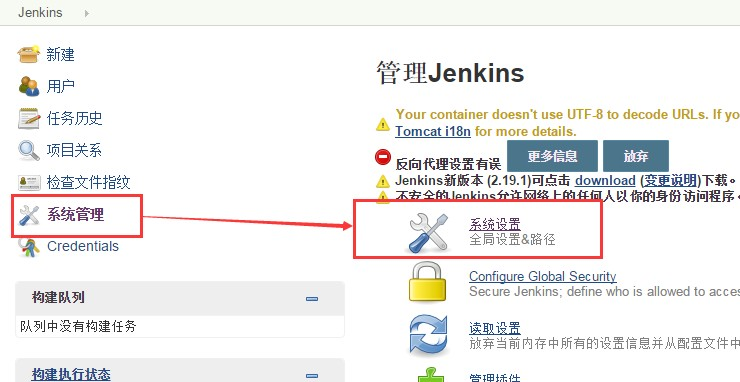 Jenkins
新建
用户
任务历史
项目关系
检查文件指纹
系统管理
Credentials
构建队列
队列中没有构建任务
构建执行状态
管理Jenkins
Your container doesn't use UTF-8 to decode URLs. If you
Tomcat i18n for more details.
反向代理设置有误 更多信息 放弃
Jenkins新版本 (2.19.1)可点击 download (变更说明)下载。
不安全的Jenkins允许网络上的任何人以你的身份访问程序。
系统设置
全局设置&路径
Configure Global Security
Secure Jenkins; define who is allowed to acce
读取设置
放弃当前内存中所有的设置信息并从配置文件中
管理插件